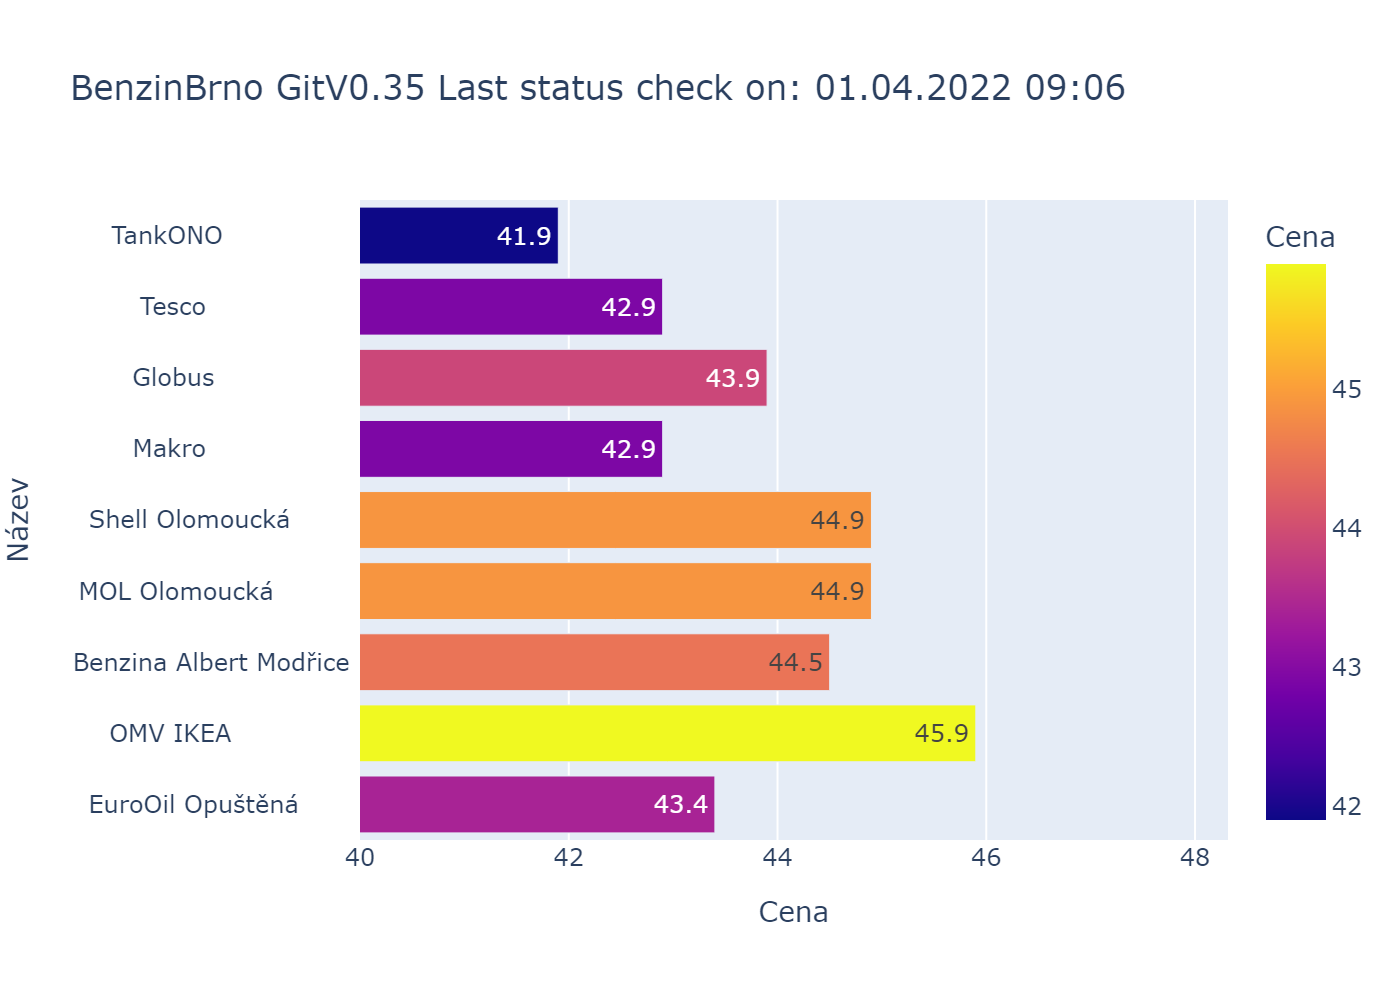 BenzinBrno GitV0.35 Last status check on: 01.04.2022 09:06
Název
TankONO 41.9
Tesco 42.9
Globus 43.9
Makro 42.9
Shell Olomoucká 44.9
MOL Olomoucká 44.9
Benzina Albert Modřice 44.5
OMV IKEA 45.9
EuroOil Opuštěná 43.4
40 42 44 46 48
Cena
Cena
45
44
43
42